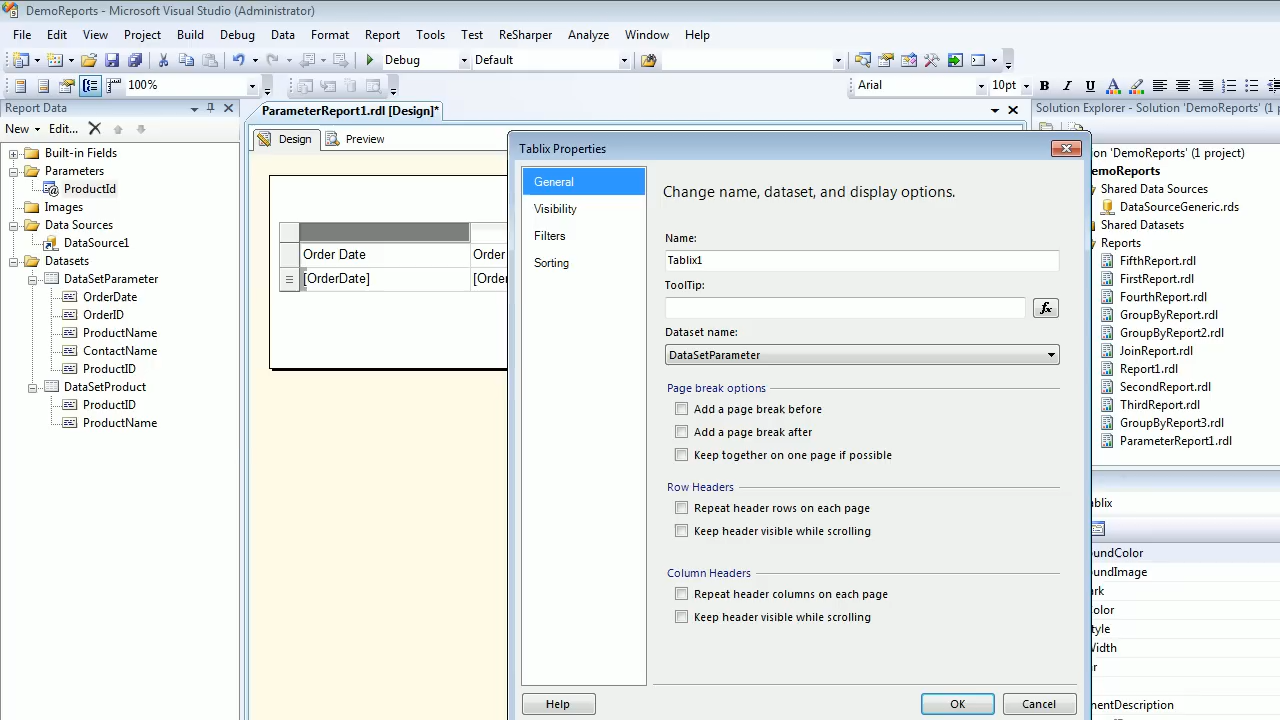 DemoReports - Microsoft Visual Studio (Administrator)
File Edit View Project Build Debug Data Format Report Tools Test ReSharper Analyze Window Help
Debug Default
100% Arial 10pt B I U A
Report Data
New Edit...
Built-in Fields
Parameters
ProductId
Images
Data Sources
DataSource1
Datasets
DataSetParameter
OrderDate
OrderID
ProductName
ContactName
ProductID
DataSetProduct
ProductID
ProductName
ParameterReport1.rdl [Design]*
Design Preview
Order Date Order
[OrderDate] [Order
Tablix Properties
General
Visibility
Filters
Sorting
Change name, dataset, and display options.
Name:
Tablix1
ToolTip:
fx
Dataset name:
DataSetParameter
Page break options
Add a page break before
Add a page break after
Keep together on one page if possible
Row Headers
Repeat header rows on each page
Keep header visible while scrolling
Column Headers
Repeat header columns on each page
Keep header visible while scrolling
Help OK Cancel
Solution Explorer - Solution 'DemoReports' (1 p
ion 'DemoReports' (1 project)
DemoReports
Shared Data Sources
DataSourceGeneric.rds
Shared Datasets
Reports
FifthReport.rdl
FirstReport.rdl
FourthReport.rdl
GroupByReport.rdl
GroupByReport2.rdl
JoinReport.rdl
Report1.rdl
SecondReport.rdl
ThirdReport.rdl
GroupByReport3.rdl
ParameterReport1.rdl
ablix
oundColor
oundImage
ark
Color
tyle
Width
or
mentDescription